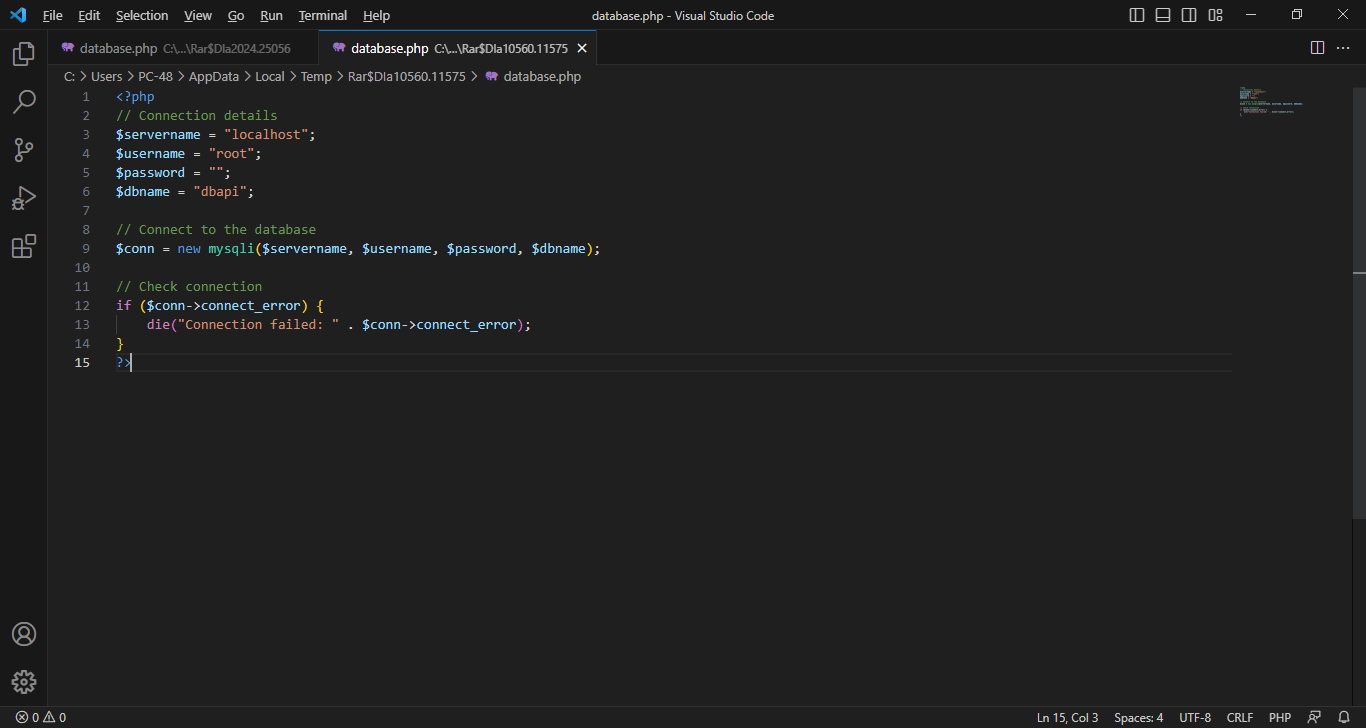 File Edit Selection View Go Run Terminal Help database.php - Visual Studio Code
database.php C:\...\Rar$DIa2024.25056 database.php C:\...\Rar$DIa10560.11575
C: > Users > PC-48 > AppData > Local > Temp > Rar$DIa10560.11575 > database.php
1 <?php
2 // Connection details
3 $servername = "localhost";
4 $username = "root";
5 $password = "";
6 $dbname = "dbapi";
7
8 // Connect to the database
9 $conn = new mysqli($servername, $username, $password, $dbname);
10
11 // Check connection
12 if ($conn->connect_error) {
13     die("Connection failed: " . $conn->connect_error);
14 }
15 ?>
0 0 Ln 15, Col 3 Spaces: 4 UTF-8 CRLF PHP